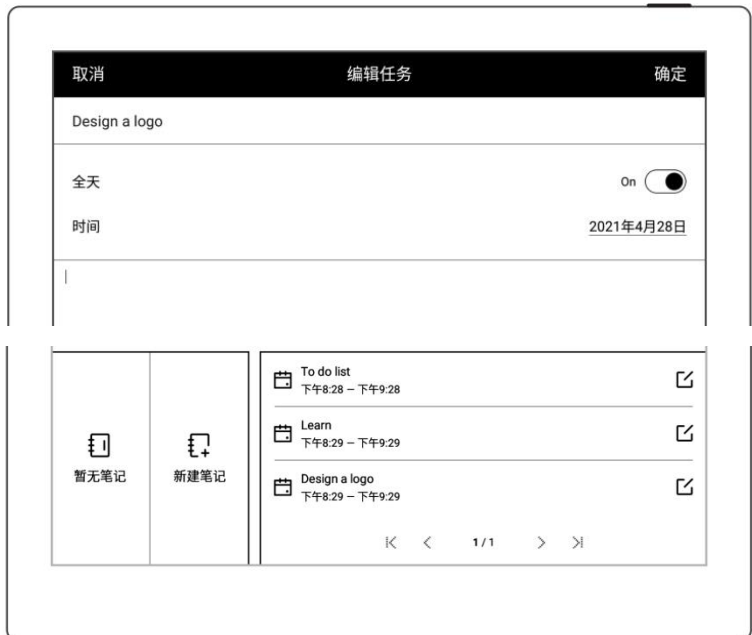 取消 编辑任务 确定
Design a logo
全天 On
时间 2021年4月28日
To do list
下午8:28 – 下午9:28
Learn
下午8:29 – 下午9:29
Design a logo
下午8:29 – 下午9:29
暂无笔记 新建笔记
1 / 1